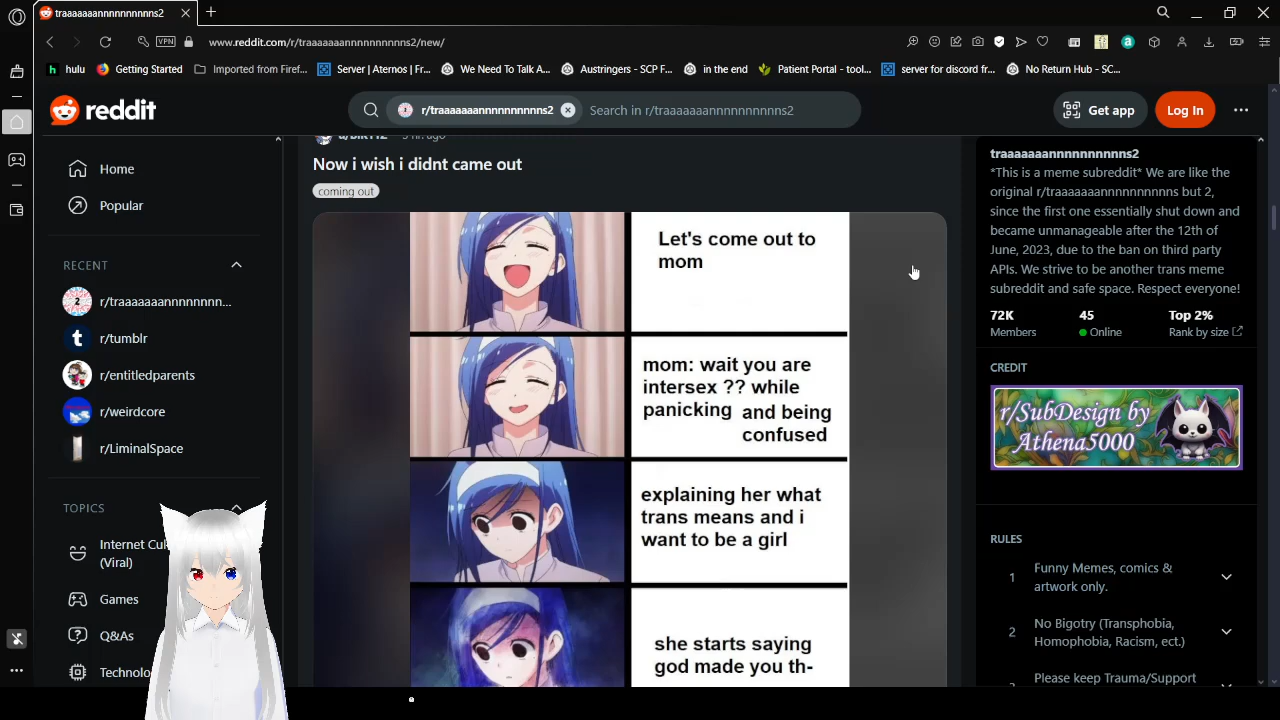 traaaaaaannnnnnnnnns2
VPN
www.reddit.com/r/traaaaaaannnnnnnnnns2/new/
hulu
Getting Started
Imported from Firef...
Server | Aternos | Fr...
We Need To Talk A...
Austringers - SCP F...
in the end
Patient Portal - tool...
server for discord fr...
No Return Hub - SC...
reddit
r/traaaaaaannnnnnnnnns2
Search in r/traaaaaaannnnnnnnnns2
Get app
Log In
Home
Popular
RECENT
r/traaaaaaannnnnnn...
r/tumblr
r/entitledparents
r/weirdcore
r/LiminalSpace
TOPICS
Internet Cul
(Viral)
Games
Q&As
Technolo
Now i wish i didnt came out
coming out
Let's come out to
mom
mom: wait you are
intersex ?? while
panicking and being
confused
explaining her what
trans means and i
want to be a girl
she starts saying
god made you th-
traaaaaaannnnnnnnnns2
*This is a meme subreddit* We are like the
original r/traaaaaaannnnnnnnnns but 2,
since the first one essentially shut down and
became unmanageable after the 12th of
June, 2023, due to the ban on third party
APIs. We strive to be another trans meme
subreddit and safe space. Respect everyone!
72K
45
Top 2%
Members
Online
Rank by size
CREDIT
r/SubDesign by
Athena5000
RULES
1
Funny Memes, comics &
artwork only.
2
No Bigotry (Transphobia,
Homophobia, Racism, ect.)
Please keep Trauma/Support